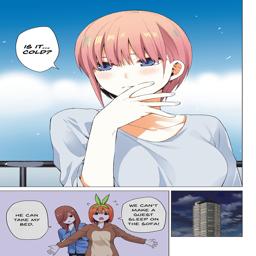 IS IT...
COLD?
HE CAN
TAKE MY
BED.
WE CAN'T
MAKE A
GUEST
SLEEP ON
THE SOFA!